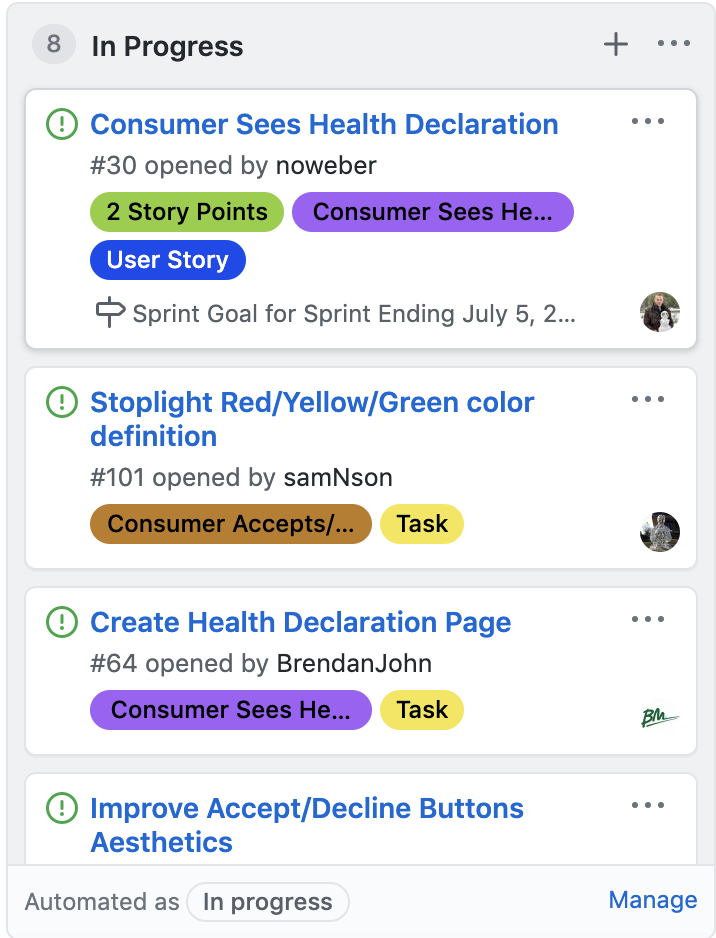 8 In Progress
Consumer Sees Health Declaration
#30 opened by noweber
2 Story Points Consumer Sees He...
User Story
Sprint Goal for Sprint Ending July 5, 2...
Stoplight Red/Yellow/Green color
definition
#101 opened by samNson
Consumer Accepts/... Task
Create Health Declaration Page
#64 opened by BrendanJohn
Consumer Sees He... Task
BM
Improve Accept/Decline Buttons
Aesthetics
Automated as In progress Manage